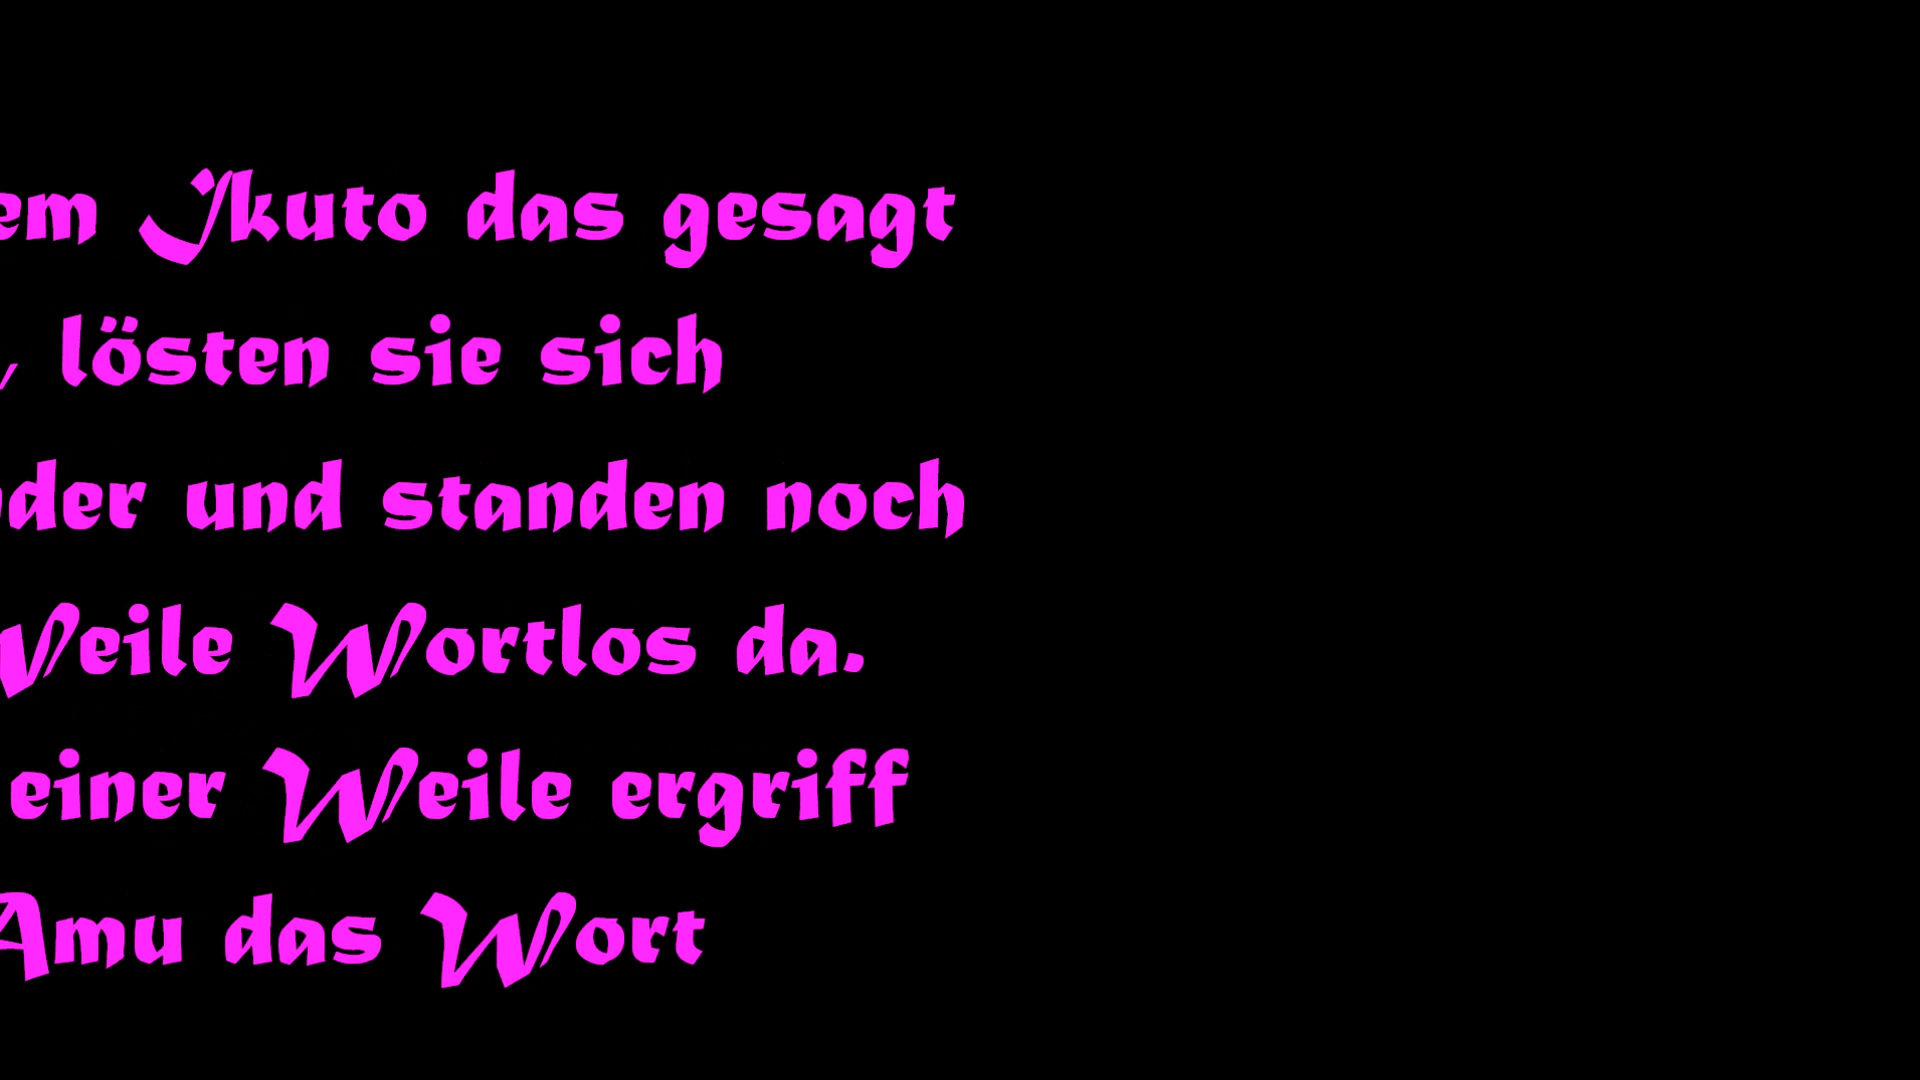 em Ikuto das gesagt
, lösten sie sich
nder und standen noch
Weile Wortlos da.
einer Weile ergriff
Amu das Wort